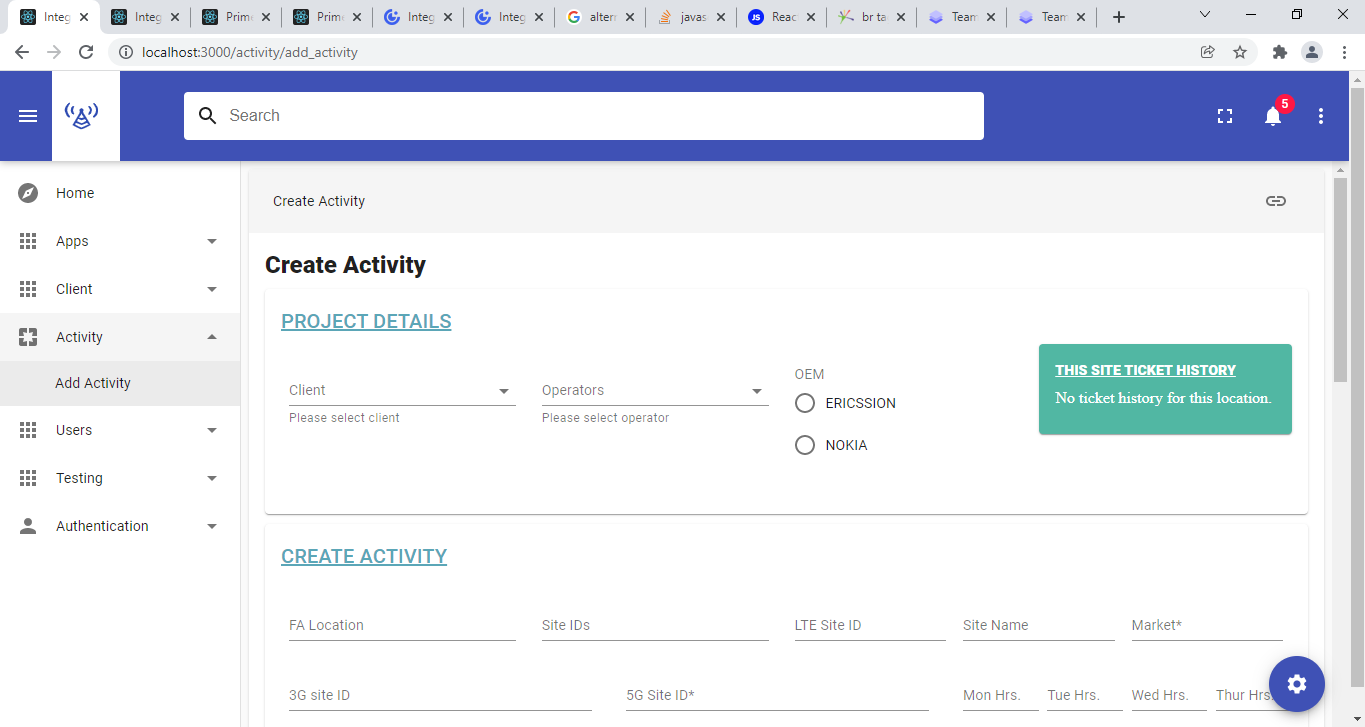 Integ
Integ
Prime
Prime
Integ
Integ
altern
javas
JS
Reac
br ta
Team
Team
localhost:3000/activity/add_activity
Search
5
Home
Apps
Client
Activity
Add Activity
Users
Testing
Authentication
Create Activity
Create Activity
PROJECT DETAILS
Client
Please select client
Operators
Please select operator
OEM
ERICSSION
NOKIA
THIS SITE TICKET HISTORY
No ticket history for this location.
CREATE ACTIVITY
FA Location Site IDs LTE Site ID Site Name Market*
3G site ID 5G Site ID* Mon Hrs. Tue Hrs. Wed Hrs. Thur Hrs.